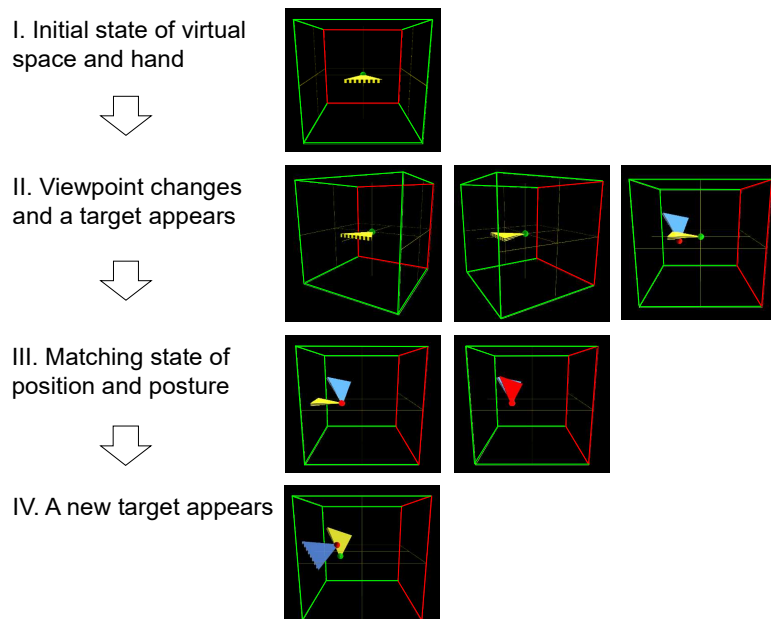 I. Initial state of virtual
space and hand
II. Viewpoint changes
and a target appears
III. Matching state of
position and posture
IV. A new target appears